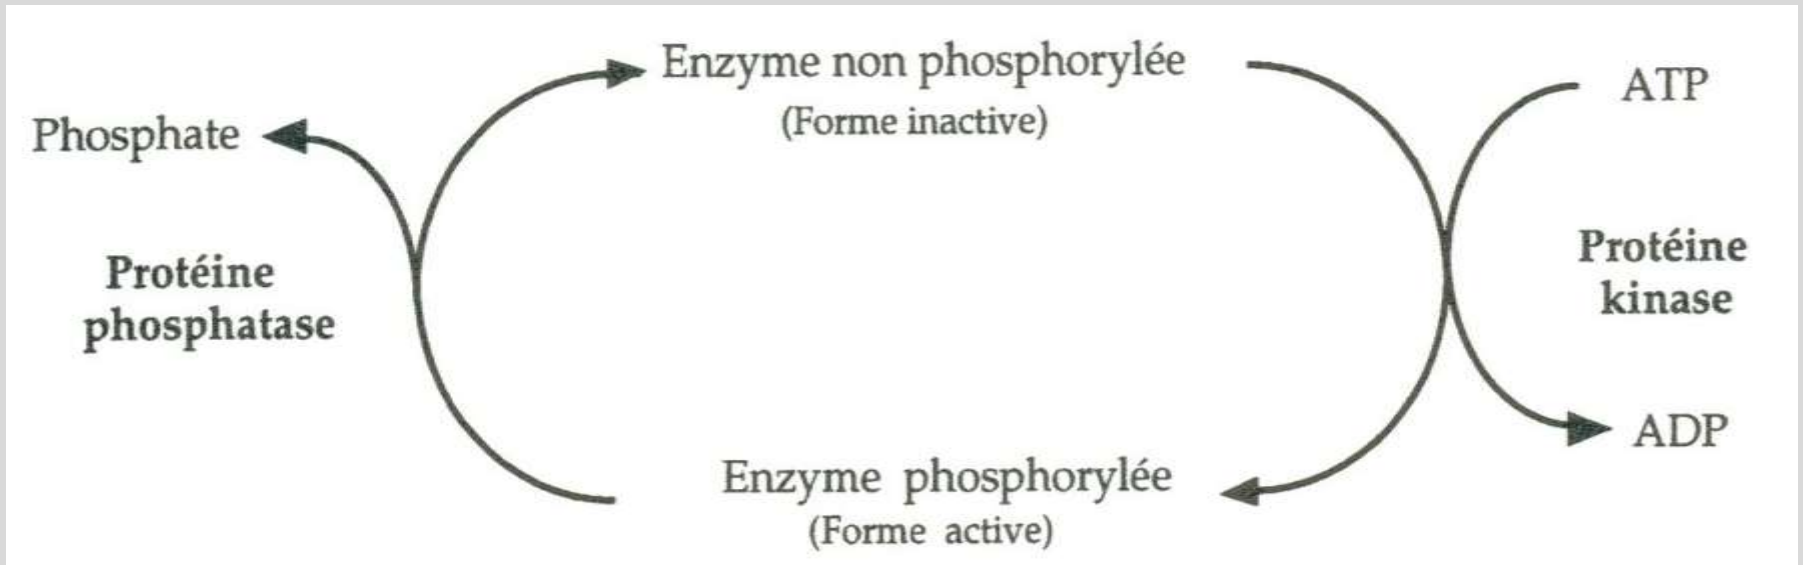 Enzyme non phosphorylée
(Forme inactive)
ATP
Phosphate
Protéine
kinase
Protéine
phosphatase
ADP
Enzyme phosphorylée
(Forme active)